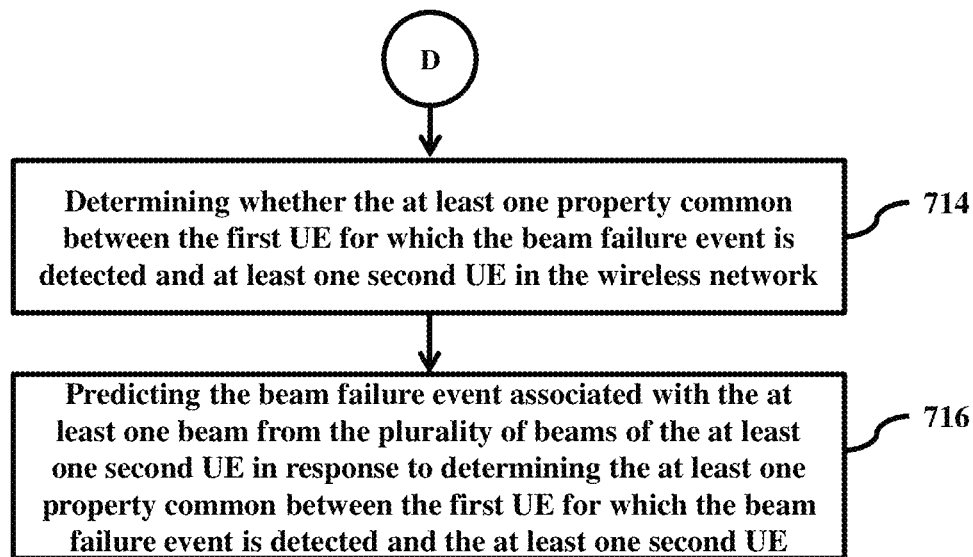 D
Determining whether the at least one property common
between the first UE for which the beam failure event is
detected and at least one second UE in the wireless network
714
Predicting the beam failure event associated with the at
least one beam from the plurality of beams of the at least
one second UE in response to determining the at least one
property common between the first UE for which the beam
failure event is detected and the at least one second UE
716